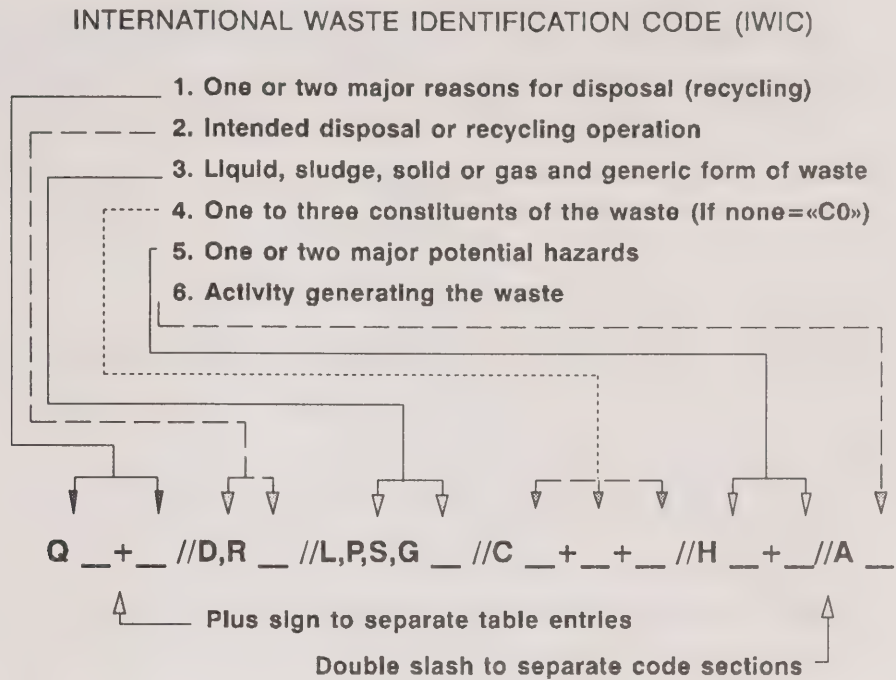 INTERNATIONAL WASTE IDENTIFICATION CODE (IWIC)
1. One or two major reasons for disposal (recycling)
2. Intended disposal or recycling operation
3. Liquid, sludge, solid or gas and generic form of waste
4. One to three constituents of the waste (If none=«C0»)
5. One or two major potential hazards
6. Activity generating the waste
Q __+__ //D,R __ //L,P,S,G __ //C __+__+__ //H __+__//A __
Plus sign to separate table entries
Double slash to separate code sections